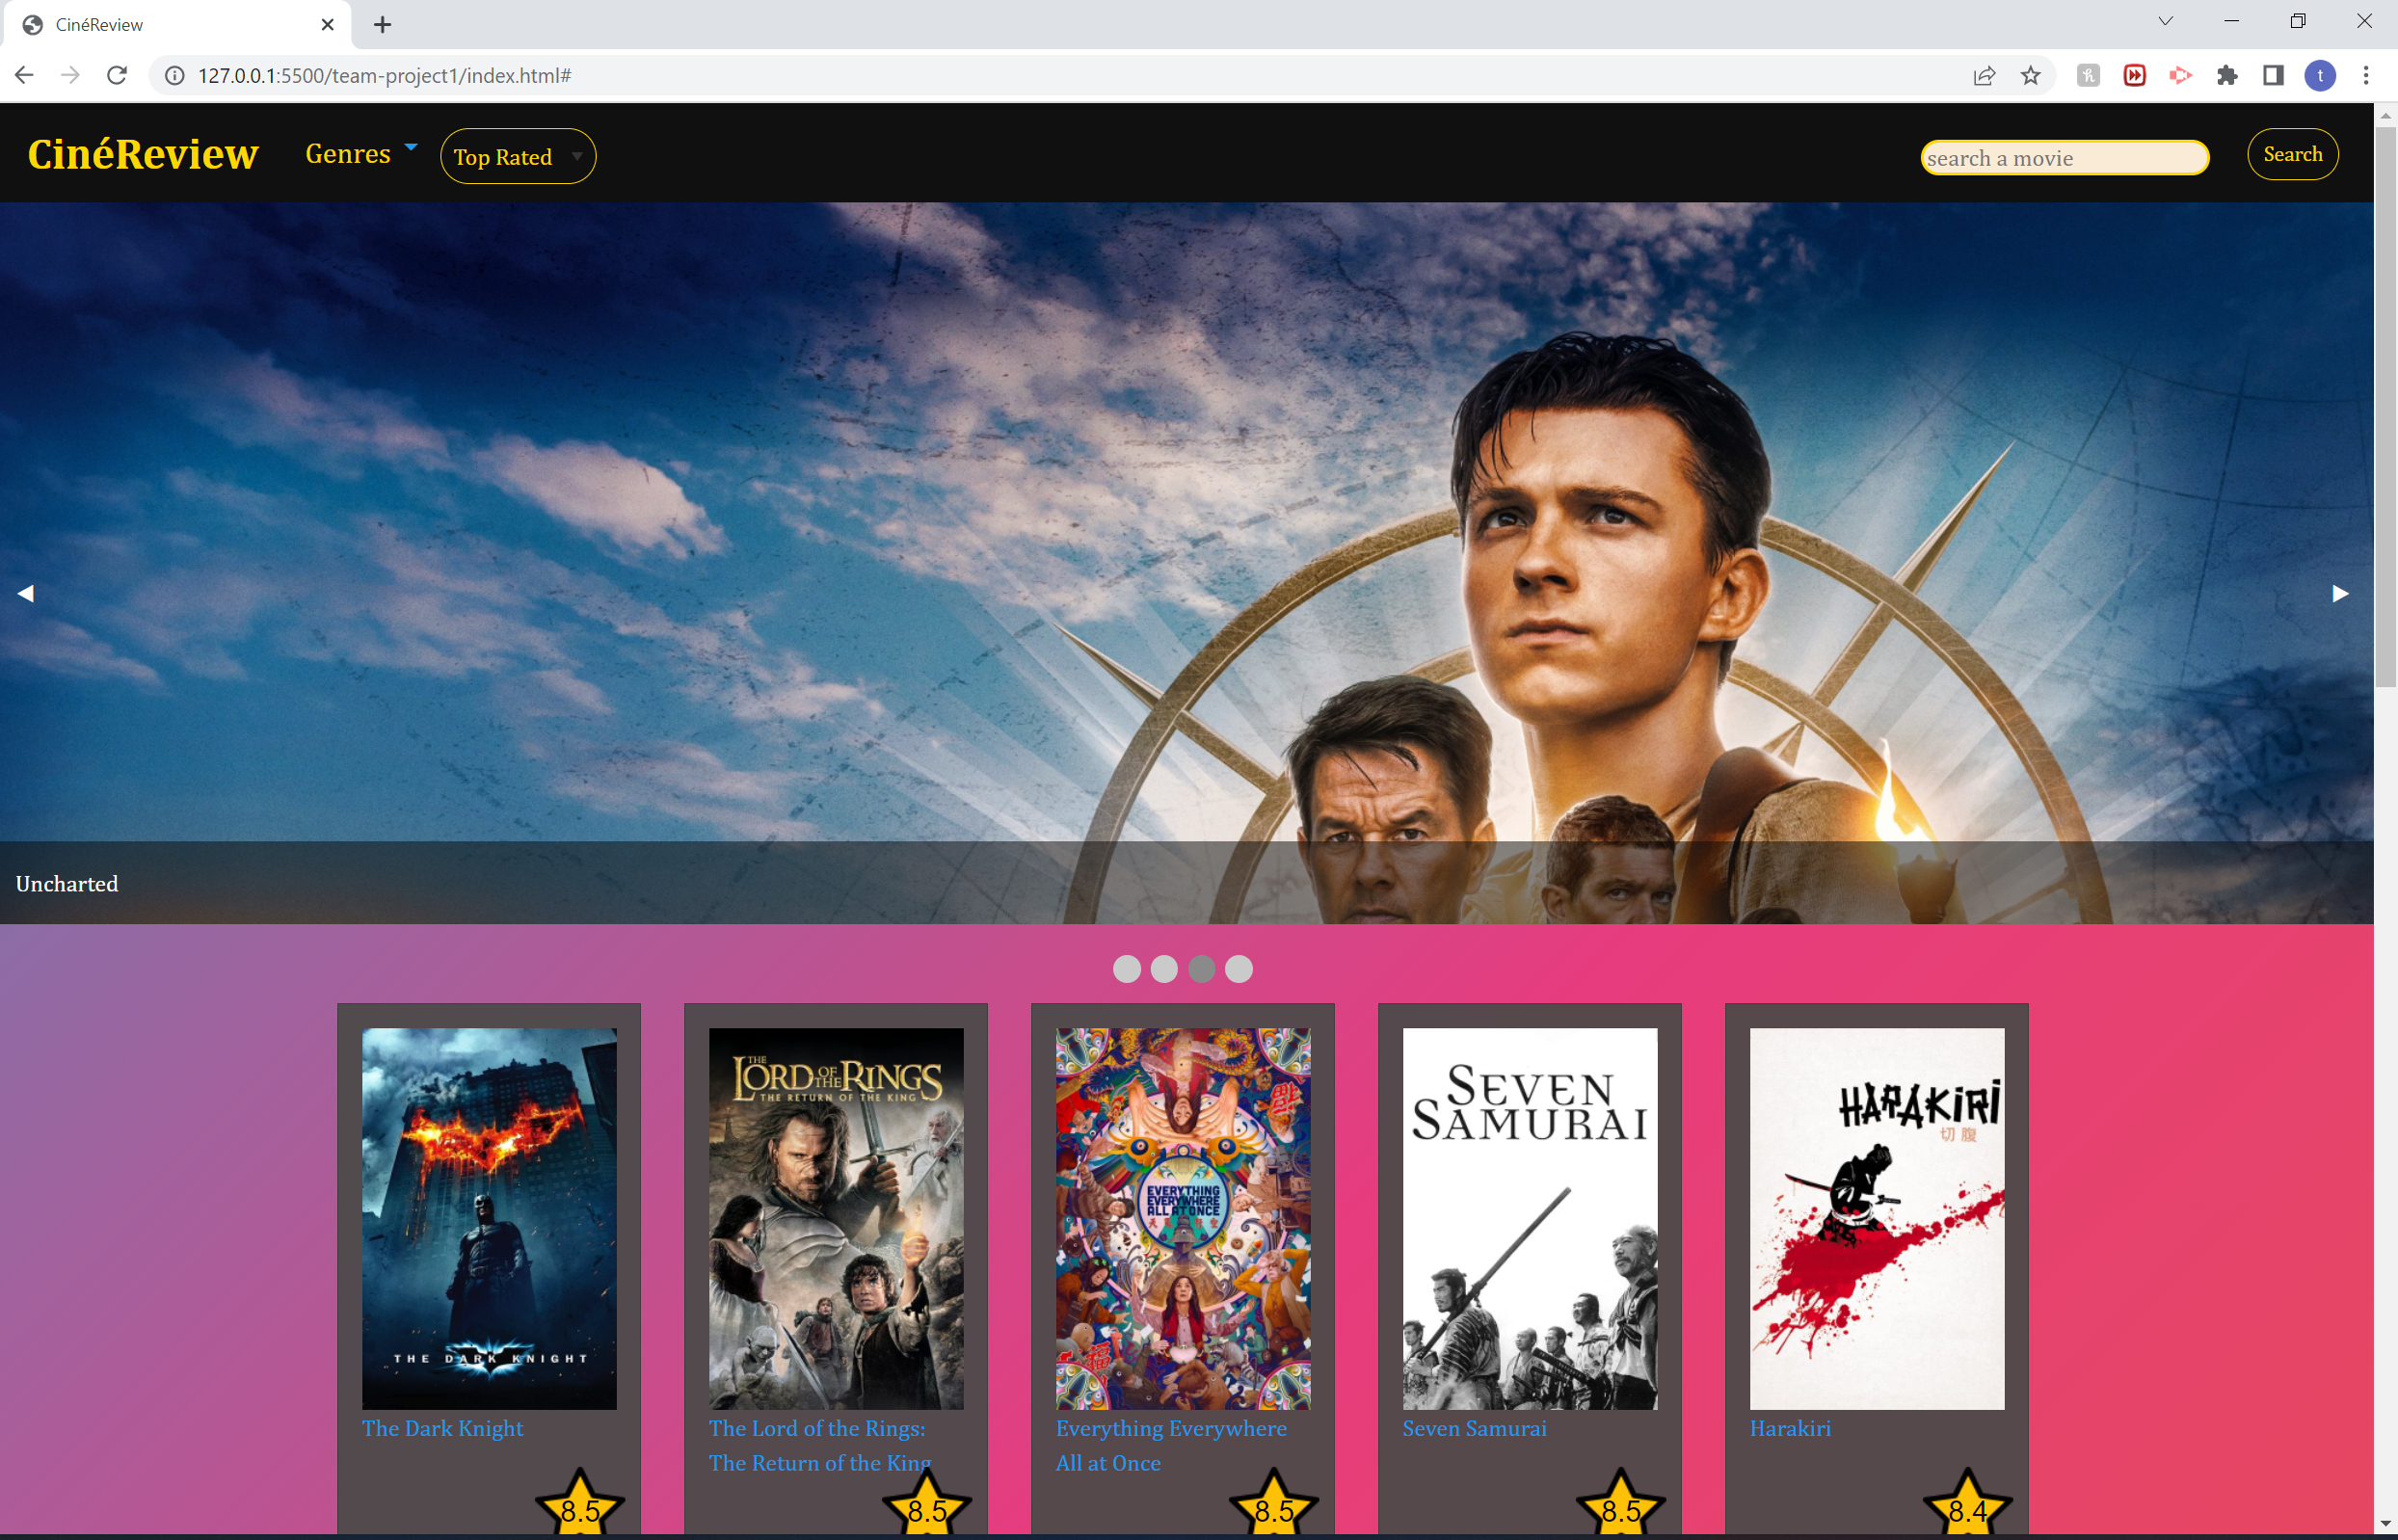 CinéReview
127.0.0.1:5500/team-project1/index.html#
t
CinéReview
Genres
Top Rated
search a movie
Search
Uncharted
THE DARK KNIGHT
THE
LORD OF THE RINGS
THE RETURN OF THE KING
EVERYTHING
EVERYWHERE
ALL AT ONCE
福
SEVEN
SAMURAI
HARAKIRI
切腹
The Dark Knight
The Lord of the Rings:
The Return of the King
Everything Everywhere
All at Once
Seven Samurai
Harakiri
8.5
8.5
8.5
8.5
8.4